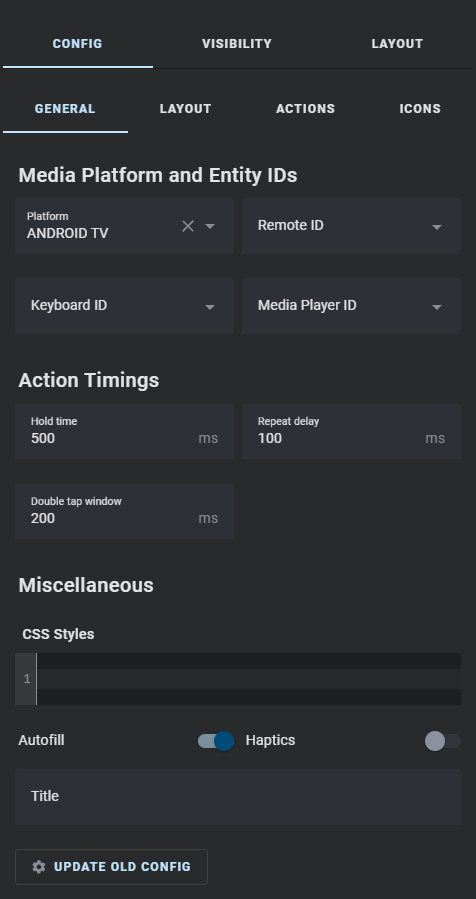 CONFIG VISIBILITY LAYOUT
GENERAL LAYOUT ACTIONS ICONS
Media Platform and Entity IDs
Platform
ANDROID TV
Remote ID
Keyboard ID
Media Player ID
Action Timings
Hold time
500 ms
Repeat delay
100 ms
Double tap window
200 ms
Miscellaneous
CSS Styles
1
Autofill
Haptics
Title
UPDATE OLD CONFIG